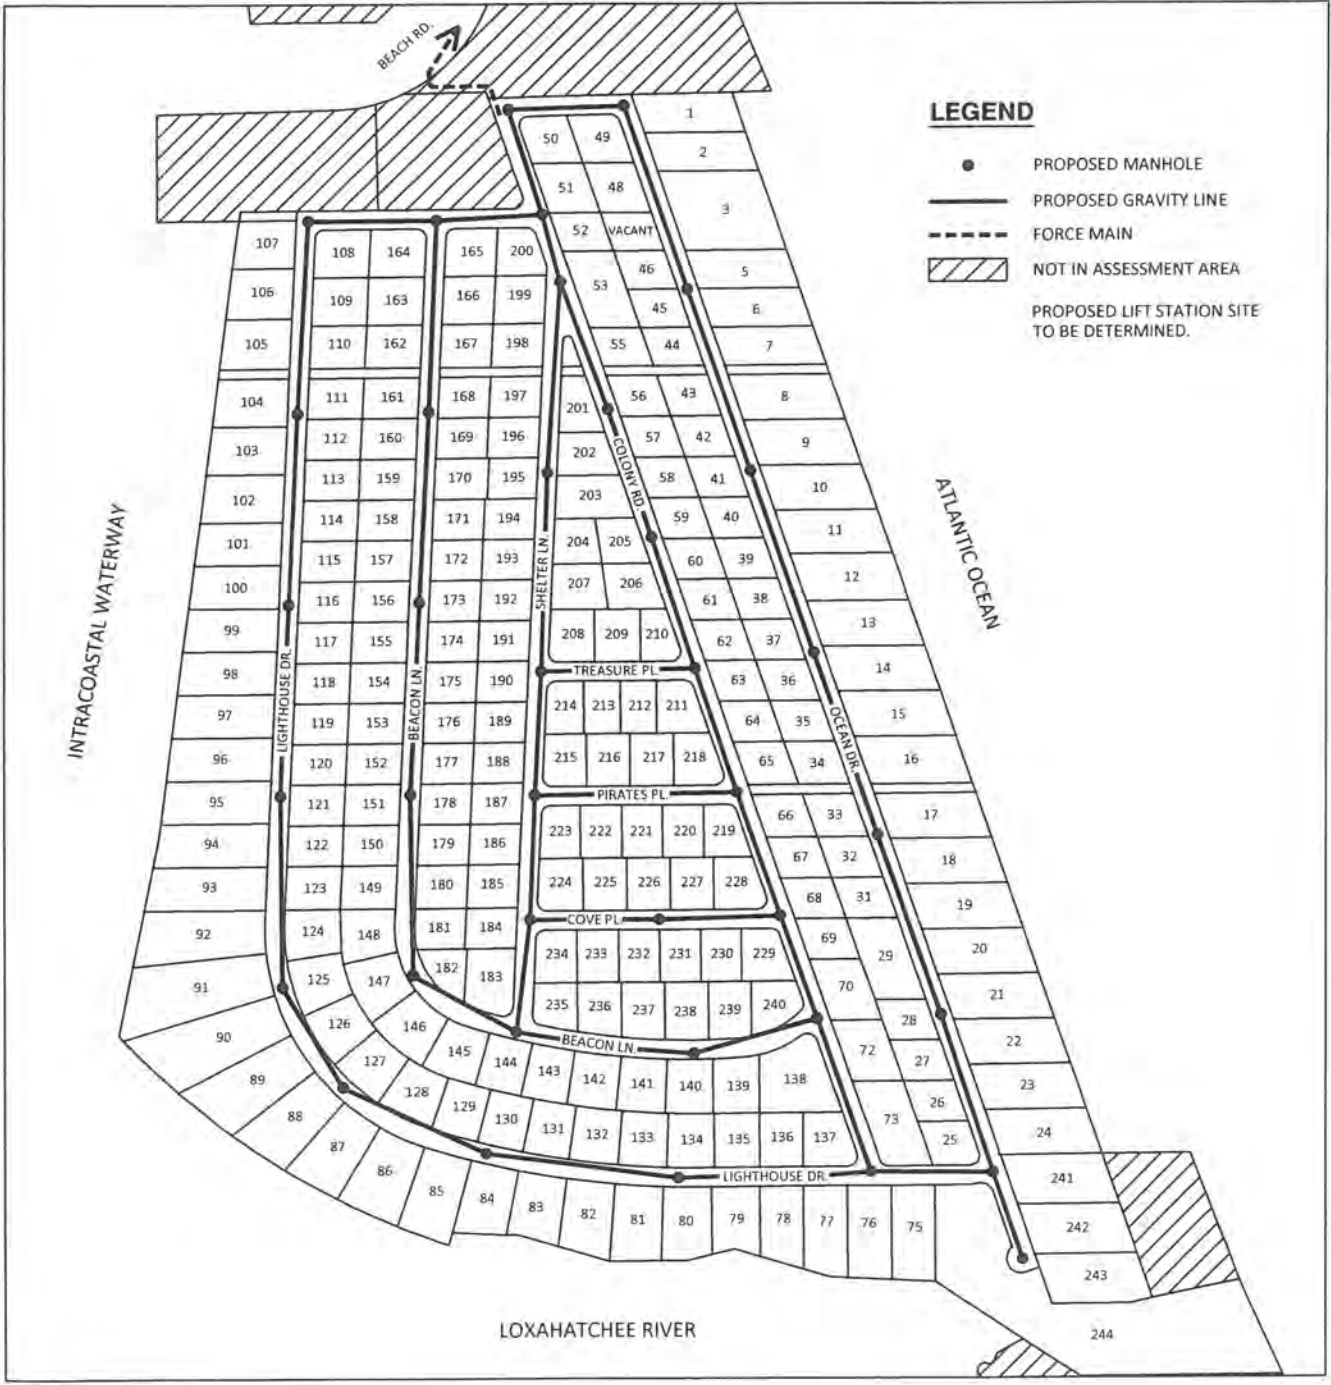 BEACH RD.
LEGEND
PROPOSED MANHOLE
PROPOSED GRAVITY LINE
FORCE MAIN
NOT IN ASSESSMENT AREA
PROPOSED LIFT STATION SITE
TO BE DETERMINED.
50 49 1
2
51 48
3
52 VACANT
107 108 164 165 200
46 5
53
106 109 163 166 199
45 6
105 110 162 167 198 55 44 7
104 111 161 168 197 201 56 43 8
103 112 160 169 196 202 57 42 9
102 113 159 170 195 203 58 41 10
101 114 158 171 194 204 205 59 40 11
100 115 157 172 193 207 206 60 39 12
99 116 156 173 192 61 38 13
98 117 155 174 191 208 209 210 62 37 14
TREASURE PL.
97 118 154 175 190 63 36 15
96 119 153 176 189 214 213 212 211 64 35 16
95 120 152 177 188 215 216 217 218 65 34
PIRATES PL.
94 121 151 178 187 66 33 17
93 122 150 179 186 223 222 221 220 219 67 32 18
92 123 149 180 185 224 225 226 227 228 68 31 19
COVE PL.
91 124 148 181 184 69 20
90 125 147 182 183 234 233 232 231 230 229 29 21
70
235 236 237 238 239 240 28 22
BEACON LN.
89 126 146 145 144 143 142 141 140 139 138 72 27 23
88 127 128 129 130 131 132 133 134 135 136 137 73 26 24
25
LIGHTHOUSE DR.
87 86 85 84 83 82 81 80 79 78 77 76 75 241
242
243
244
INTRACOASTAL WATERWAY
LIGHTHOUSE DR.
BEACON LN.
SHELTER LN.
COLONY RD.
OCEAN DR.
ATLANTIC OCEAN
LOXAHATCHEE RIVER